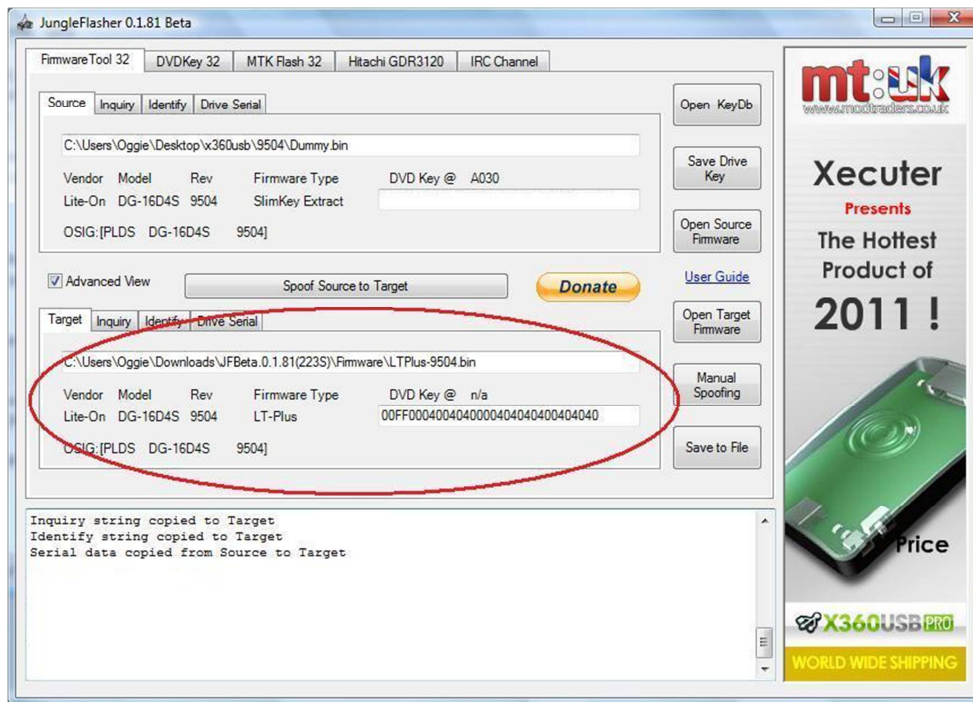 JungleFlasher 0.1.81 Beta
FirmwareTool 32 DVDKey 32 MTK Flash 32 Hitachi GDR3120 IRC Channel
Source Inquiry Identify Drive Serial
C:\Users\Oggie\Desktop\x360usb\9504\Dummy.bin
Vendor Model Rev Firmware Type DVD Key @ A030
Lite-On DG-16D4S 9504 SlimKey Extract
OSIG:[PLDS DG-16D4S 9504]
Open KeyDb
Save Drive Key
Open Source Firmware
Advanced View Spoof Source to Target Donate User Guide
Target Inquiry Identify Drive Serial
C:\Users\Oggie\Downloads\JFBeta.0.1.81(223S)\Firmware\LTPlus-9504.bin
Vendor Model Rev Firmware Type DVD Key @ n/a
Lite-On DG-16D4S 9504 LT-Plus 00FF0004004040000404040400404040
OSIG:[PLDS DG-16D4S 9504]
Open Target Firmware
Manual Spoofing
Save to File
Inquiry string copied to Target
Identify string copied to Target
Serial data copied from Source to Target
mt:uk
www.modtraders.co.uk
Xecuter
Presents
The Hottest
Product of
2011 !
Price
X360USB PRO
WORLD WIDE SHIPPING